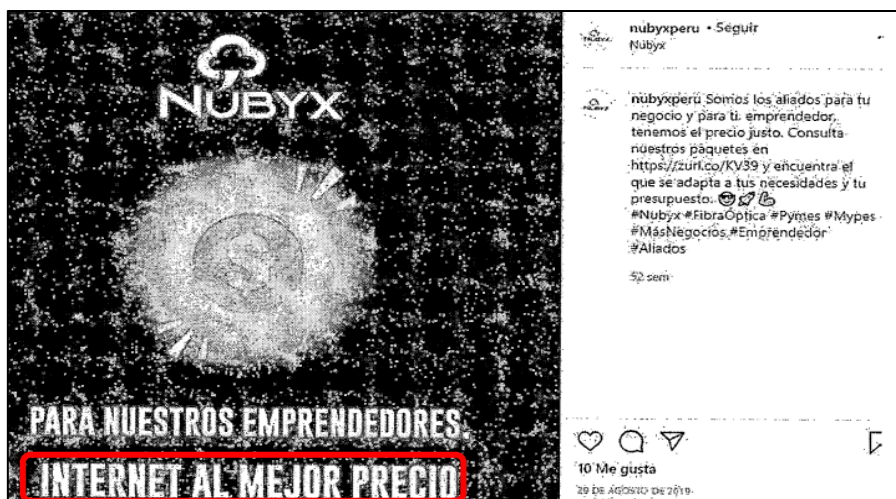 NUBYX
PARA NUESTROS EMPRENDEDORES,
INTERNET AL MEJOR PRECIO
nubyxperu • Seguir
Nubyx
nubyxperu Somos los aliados para tu
negocio y para ti, emprendedor,
tenemos el precio justo. Consulta
nuestros paquetes en
https://zurl.co/KV39 y encuentra el
que se adapta a tus necesidades y tu
presupuesto. 😎🚀💪
#Nubyx #FibraÓptica #Pymes #Mypes
#MásNegocios #Emprendedor
#Aliados
52 sem
10 Me gusta
29 DE AGOSTO DE 2019